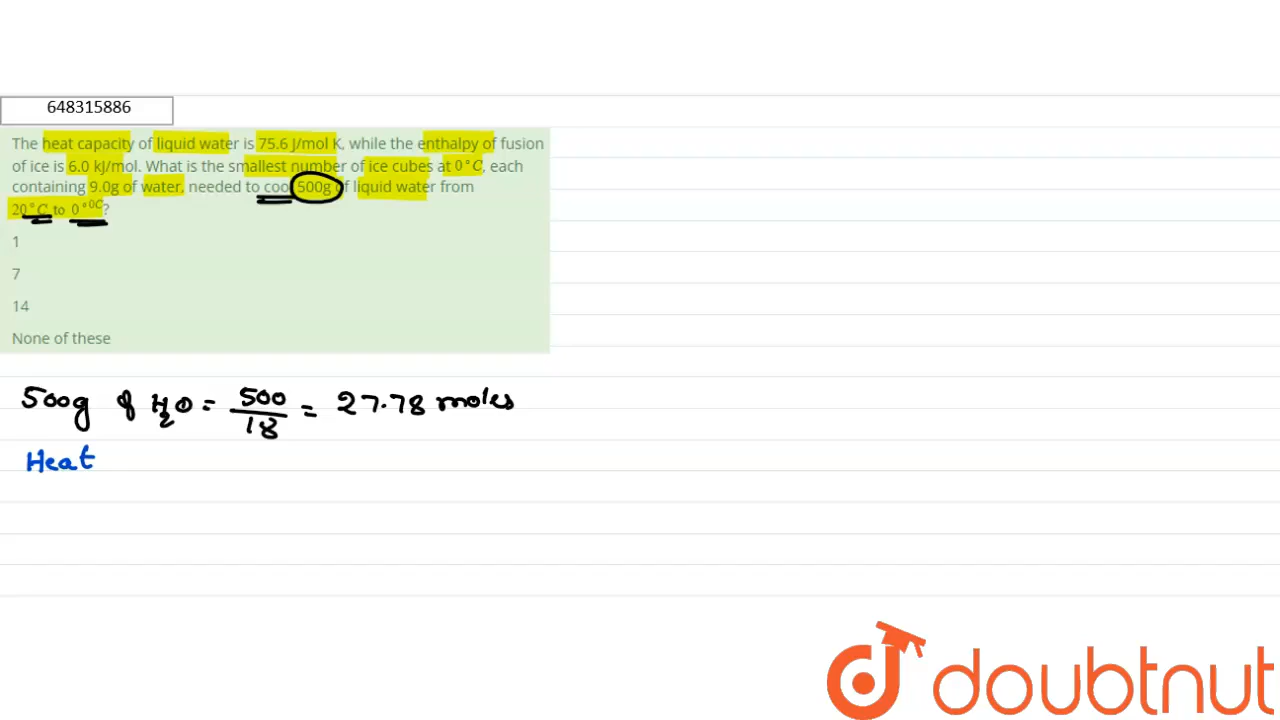 648315886
The heat capacity of liquid water is 75.6 J/mol K, while the enthalpy of fusion
of ice is 6.0 kJ/mol. What is the smallest number of ice cubes at 0°C, each
containing 9.0g of water, needed to coo 500g of liquid water from
20°C to 0°0C?
1
7
14
None of these
500g of H2O = 500/18 = 27.78 moles
Heat
doubtnut